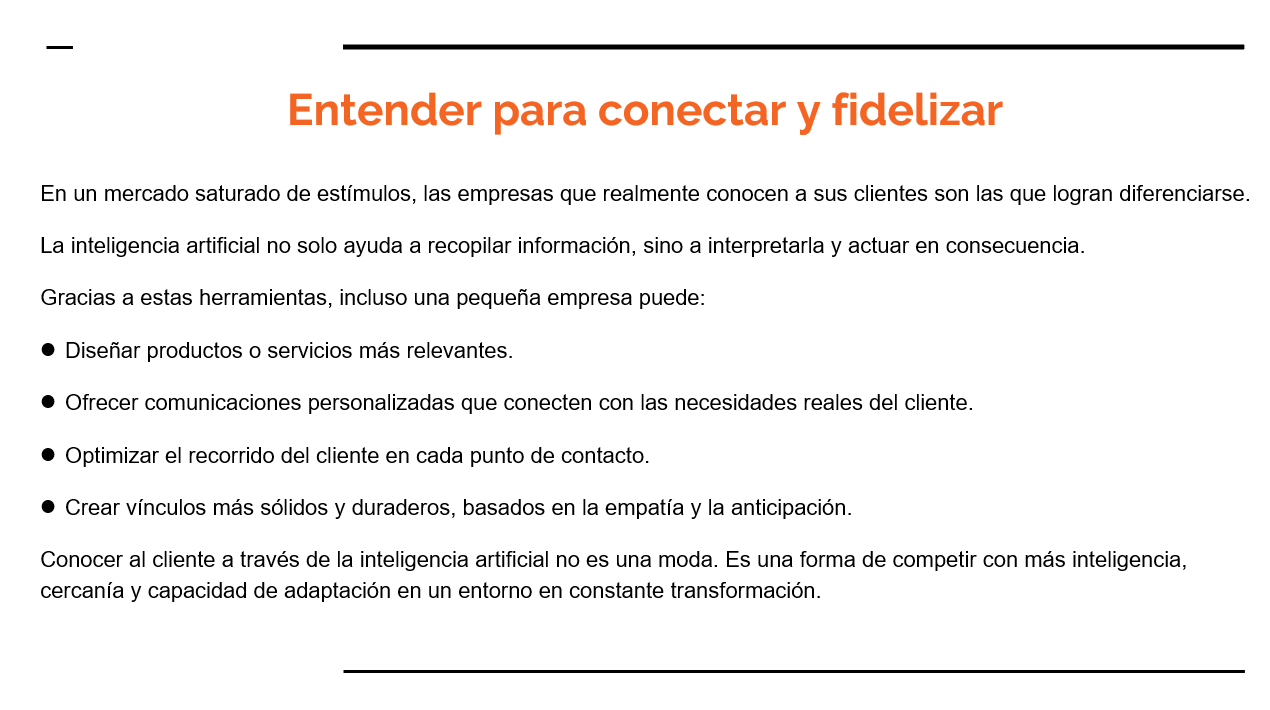 Entender para conectar y fidelizar
En un mercado saturado de estímulos, las empresas que realmente conocen a sus clientes son las que logran diferenciarse.
La inteligencia artificial no solo ayuda a recopilar información, sino a interpretarla y actuar en consecuencia.
Gracias a estas herramientas, incluso una pequeña empresa puede:
● Diseñar productos o servicios más relevantes.
● Ofrecer comunicaciones personalizadas que conecten con las necesidades reales del cliente.
● Optimizar el recorrido del cliente en cada punto de contacto.
● Crear vínculos más sólidos y duraderos, basados en la empatía y la anticipación.
Conocer al cliente a través de la inteligencia artificial no es una moda. Es una forma de competir con más inteligencia,
cercanía y capacidad de adaptación en un entorno en constante transformación.